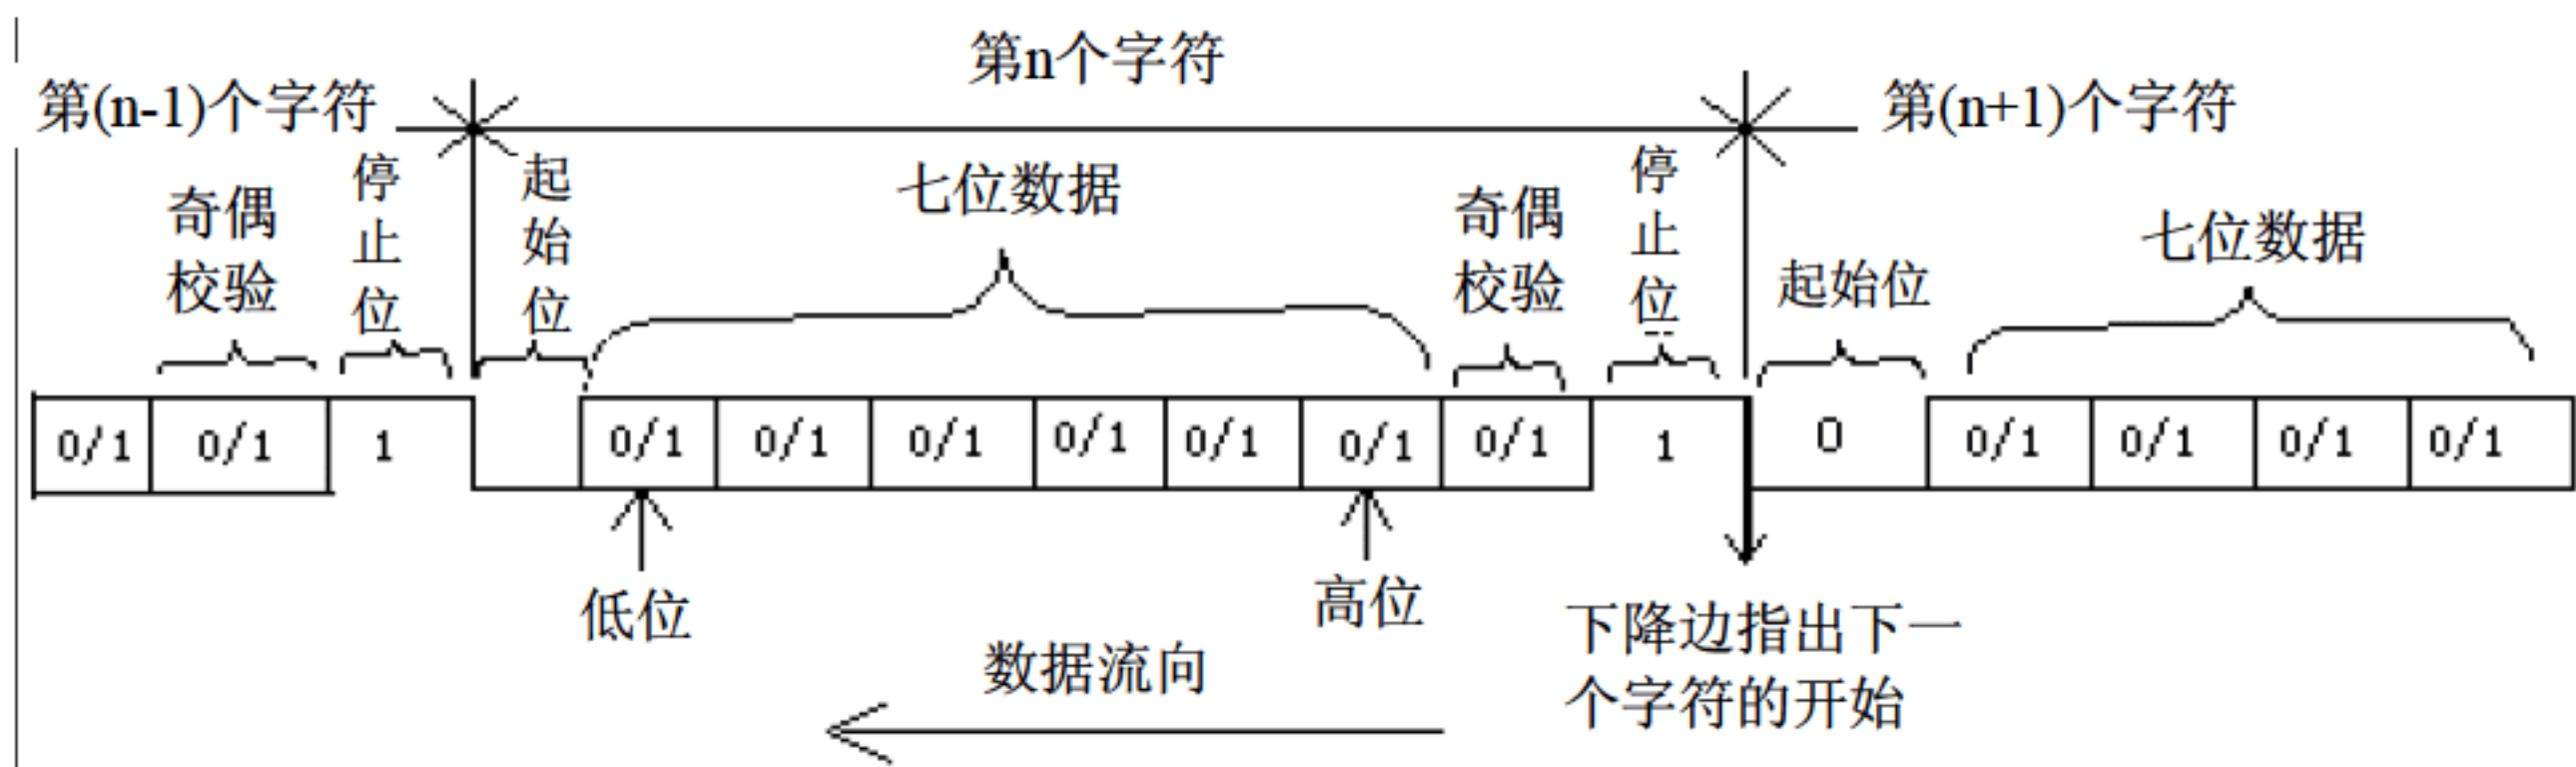 第n个字符
第(n-1)个字符
第(n+1)个字符
奇偶
校验
停
止
位
起
始
位
七位数据
奇偶
校验
停
止
位
起始位
七位数据
0/1 0/1 1 0/1 0/1 0/1 0/1 0/1 0/1 0/1 1 0 0/1 0/1 0/1 0/1
低位
高位
下降边指出下一
个字符的开始
数据流向